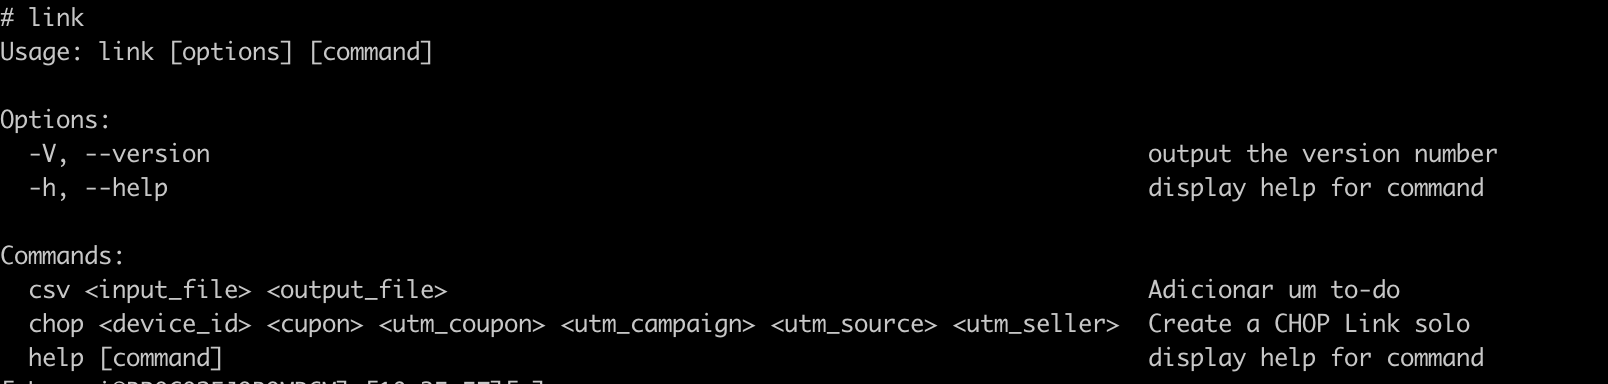 # link
Usage: link [options] [command]
Options:
-V, --version output the version number
-h, --help display help for command
Commands:
csv <input_file> <output_file> Adicionar um to-do
chop <device_id> <cupon> <utm_coupon> <utm_campaign> <utm_source> <utm_seller> Create a CHOP Link solo
help [command] display help for command